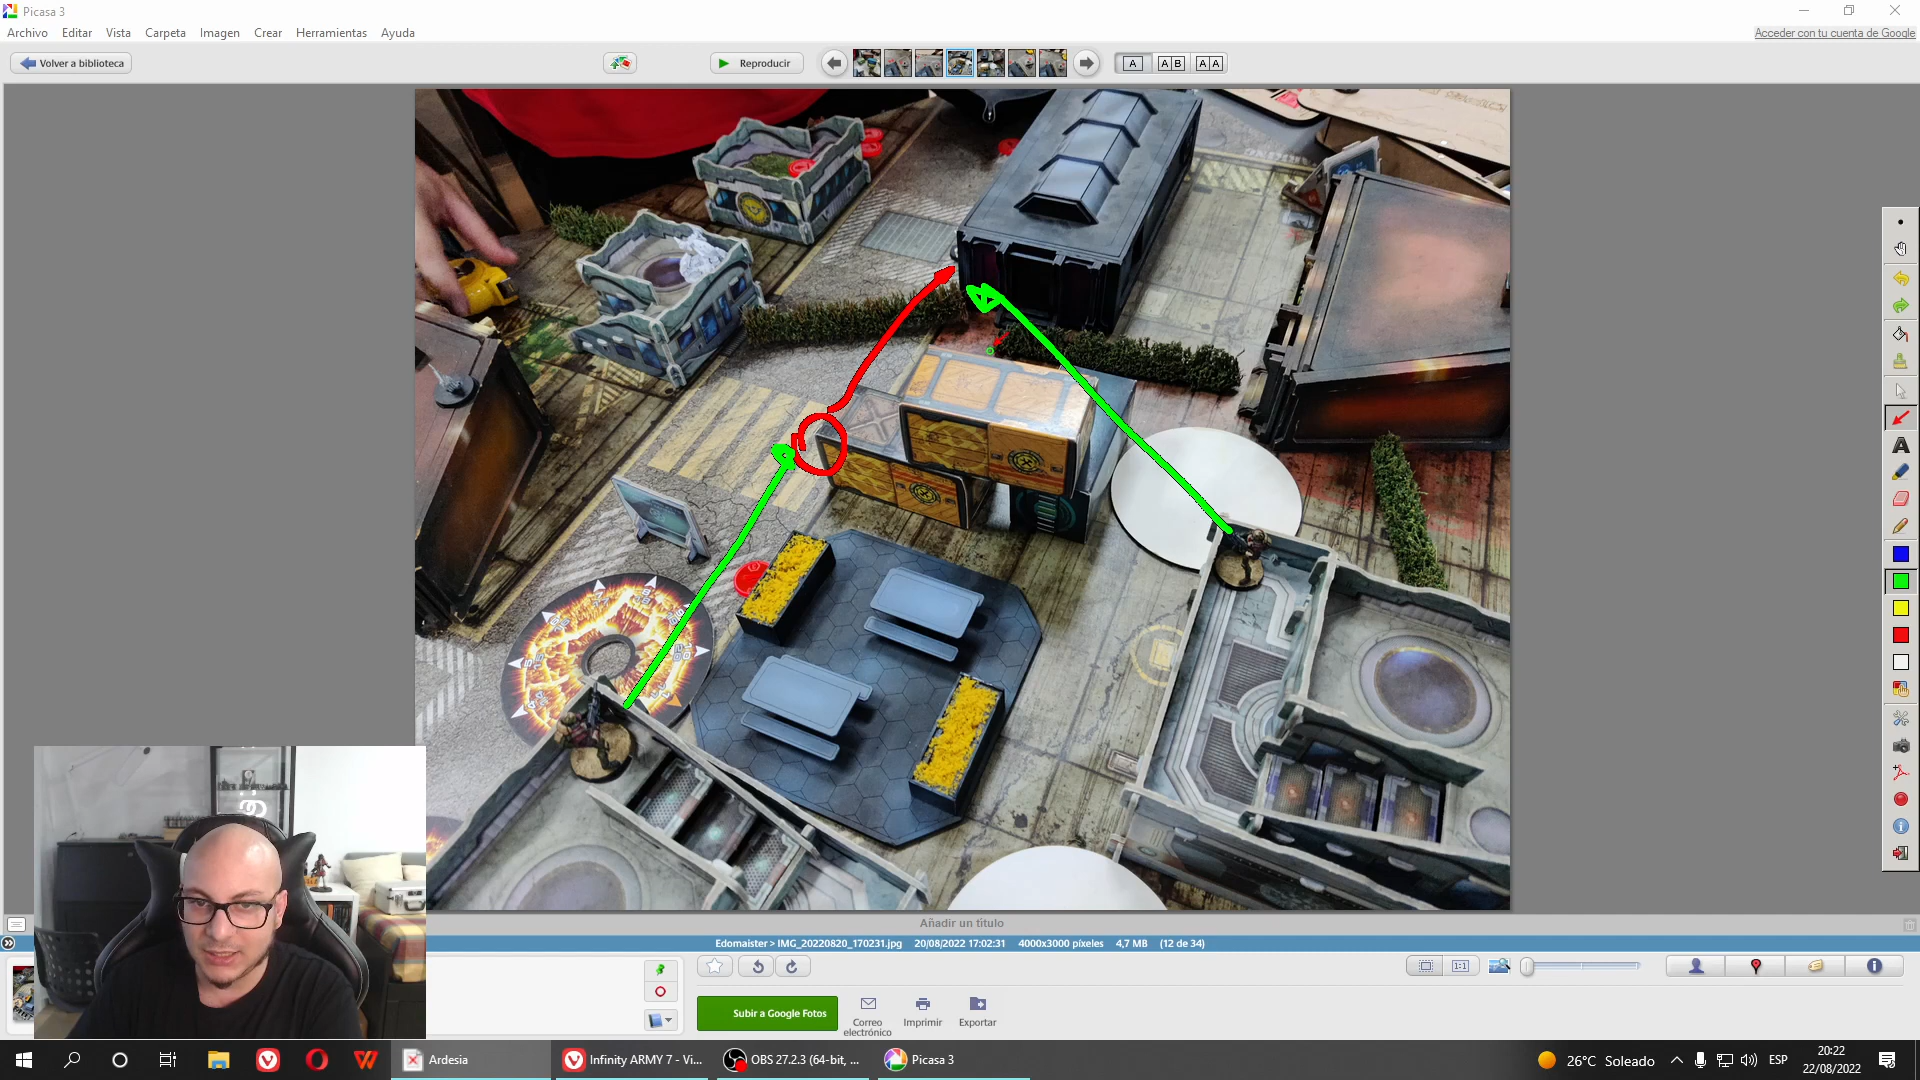 Picasa 3
Archivo Editar Vista Carpeta Imagen Crear Herramientas Ayuda
Acceder con tu cuenta de Google
Volver a biblioteca
Reproducir
A
A B
A A
A
Añadir un título
Edomaister > IMG_20220820_170231.jpg 20/08/2022 17:02:31 4000x3000 píxeles 4,7 MB (12 de 34)
1:1
Subir a Google Fotos
Correo electrónico
Imprimir
Exportar
Ardesia
Infinity ARMY 7 - Vi...
OBS 27.2.3 (64-bit, ...
Picasa 3
26°C Soleado
ESP
20:22
22/08/2022